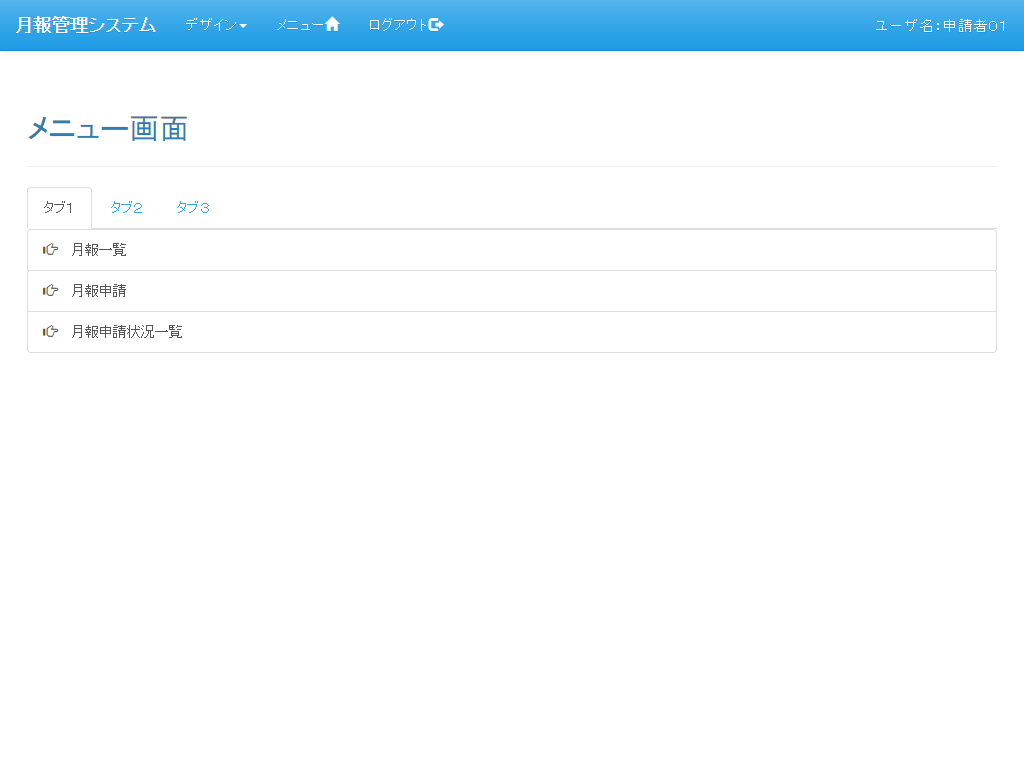 月報管理システム デザイン メニュー ログアウト ユーザ名:申請者01
メニュー画面
タブ1 タブ2 タブ3
月報一覧
月報申請
月報申請状況一覧